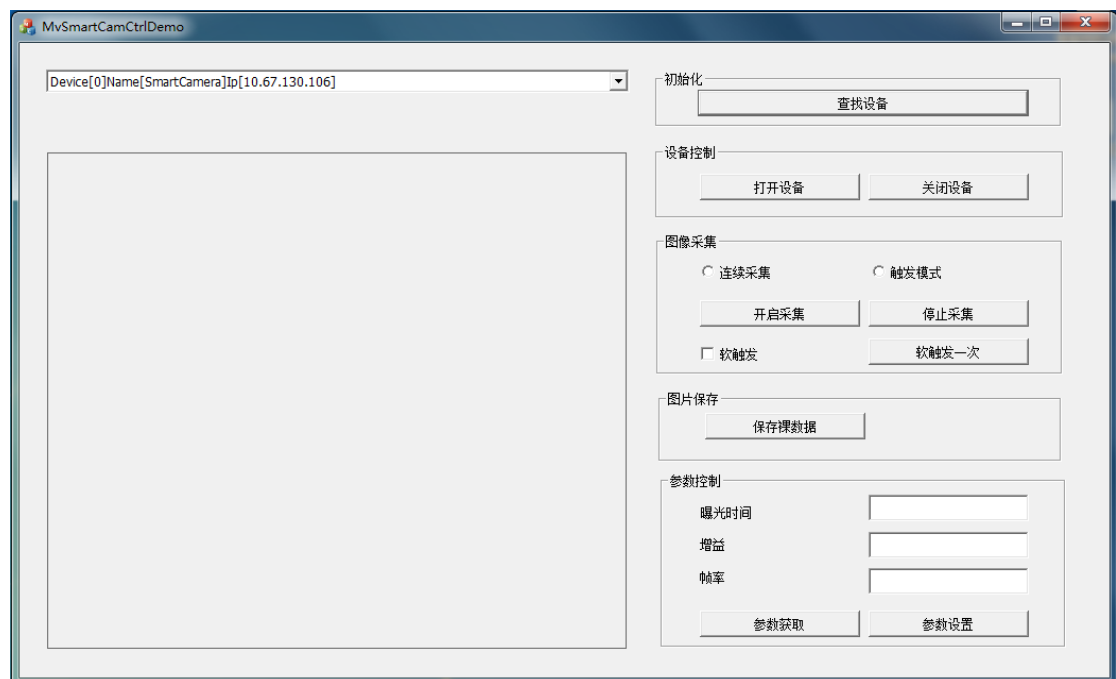 MvSmartCamCtrlDemo
Device[0]Name[SmartCamera]Ip[10.67.130.106]
初始化
查找设备
设备控制
打开设备 关闭设备
图像采集
连续采集 触发模式
开启采集 停止采集
软触发 软触发一次
图片保存
保存裸数据
参数控制
曝光时间
增益
帧率
参数获取 参数设置